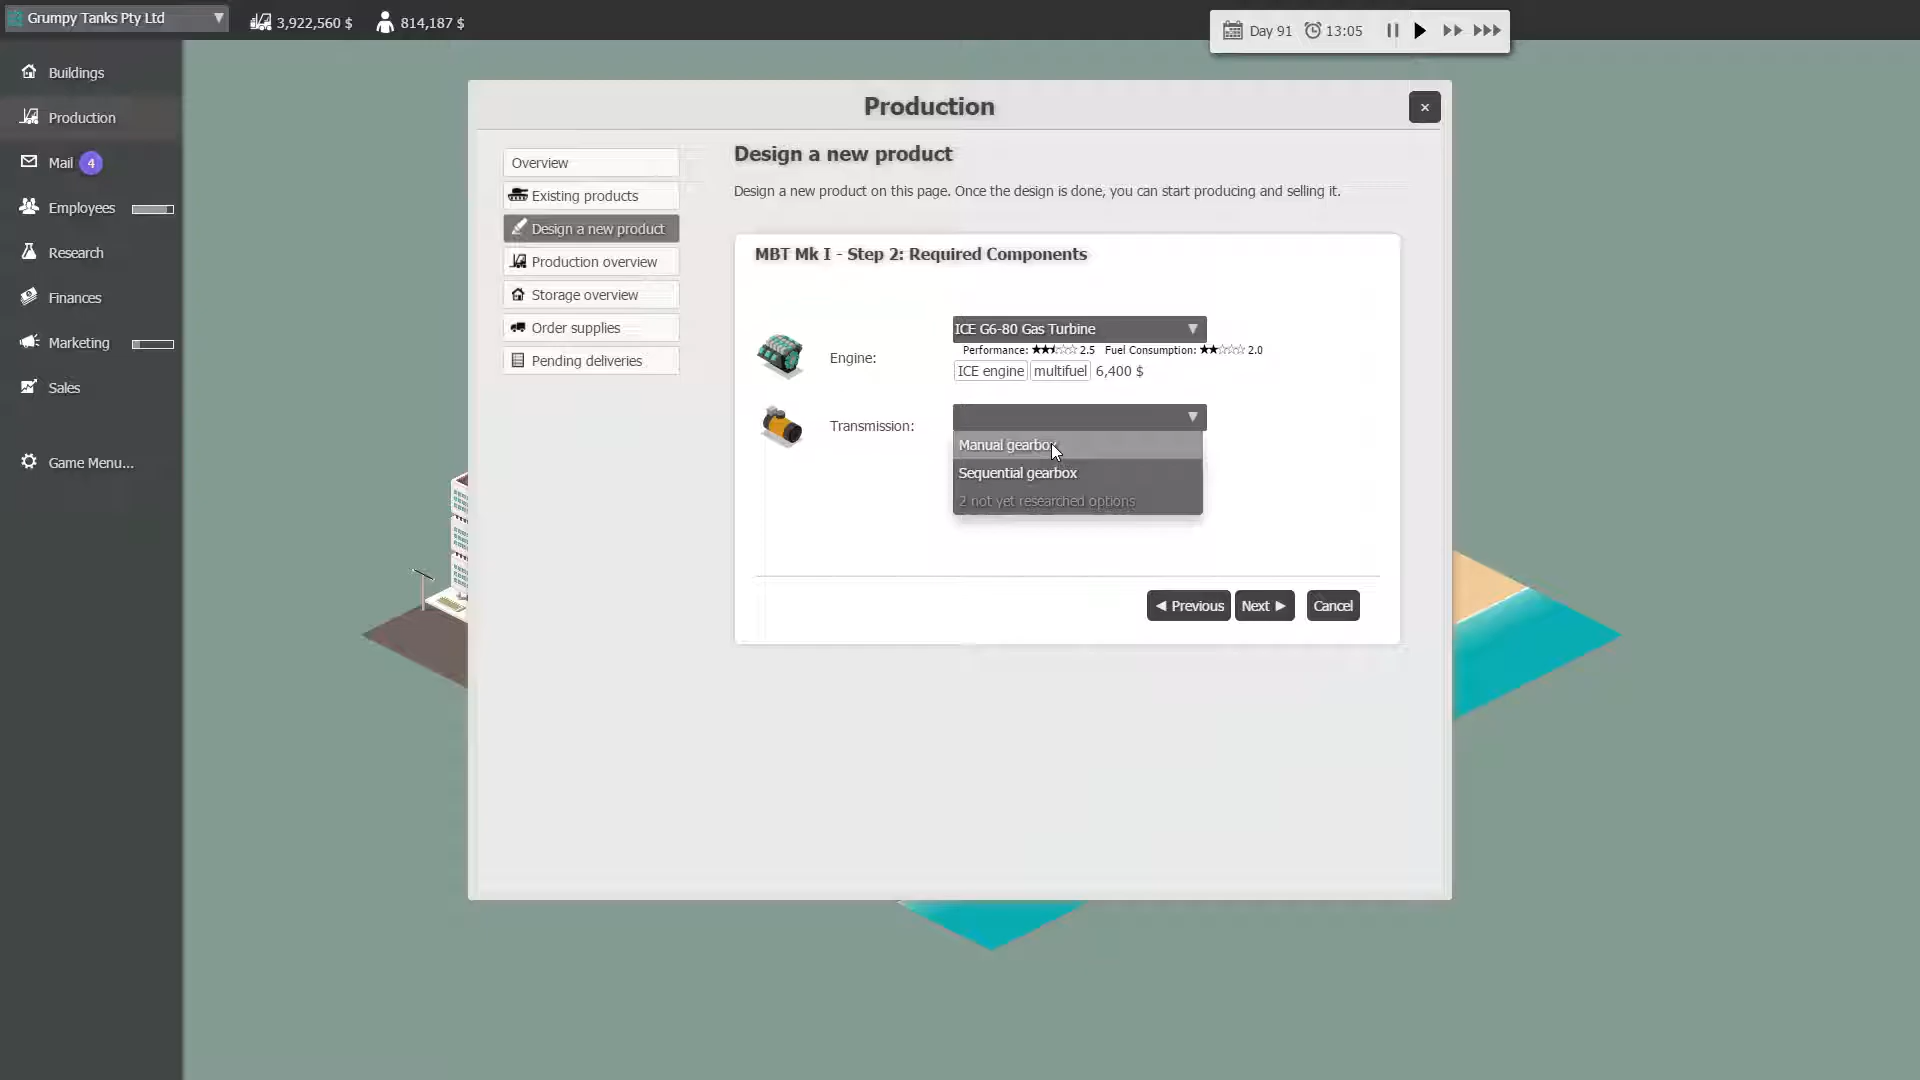 Grumpy Tanks Pty Ltd
3,922,560 $
814,187 $
Day 91
13:05
Buildings
Production
Mail 4
Employees
Research
Finances
Marketing
Sales
Game Menu...
Production
×
Overview
Existing products
Design a new product
Production overview
Storage overview
Order supplies
Pending deliveries
Design a new product
Design a new product on this page. Once the design is done, you can start producing and selling it.
MBT Mk I - Step 2: Required Components
Engine:
ICE G6-80 Gas Turbine
Performance: 2.5 Fuel Consumption: 2.0
ICE engine multifuel 6,400 $
Transmission:
Manual gearbox
Sequential gearbox
2 not yet researched options
Previous
Next
Cancel